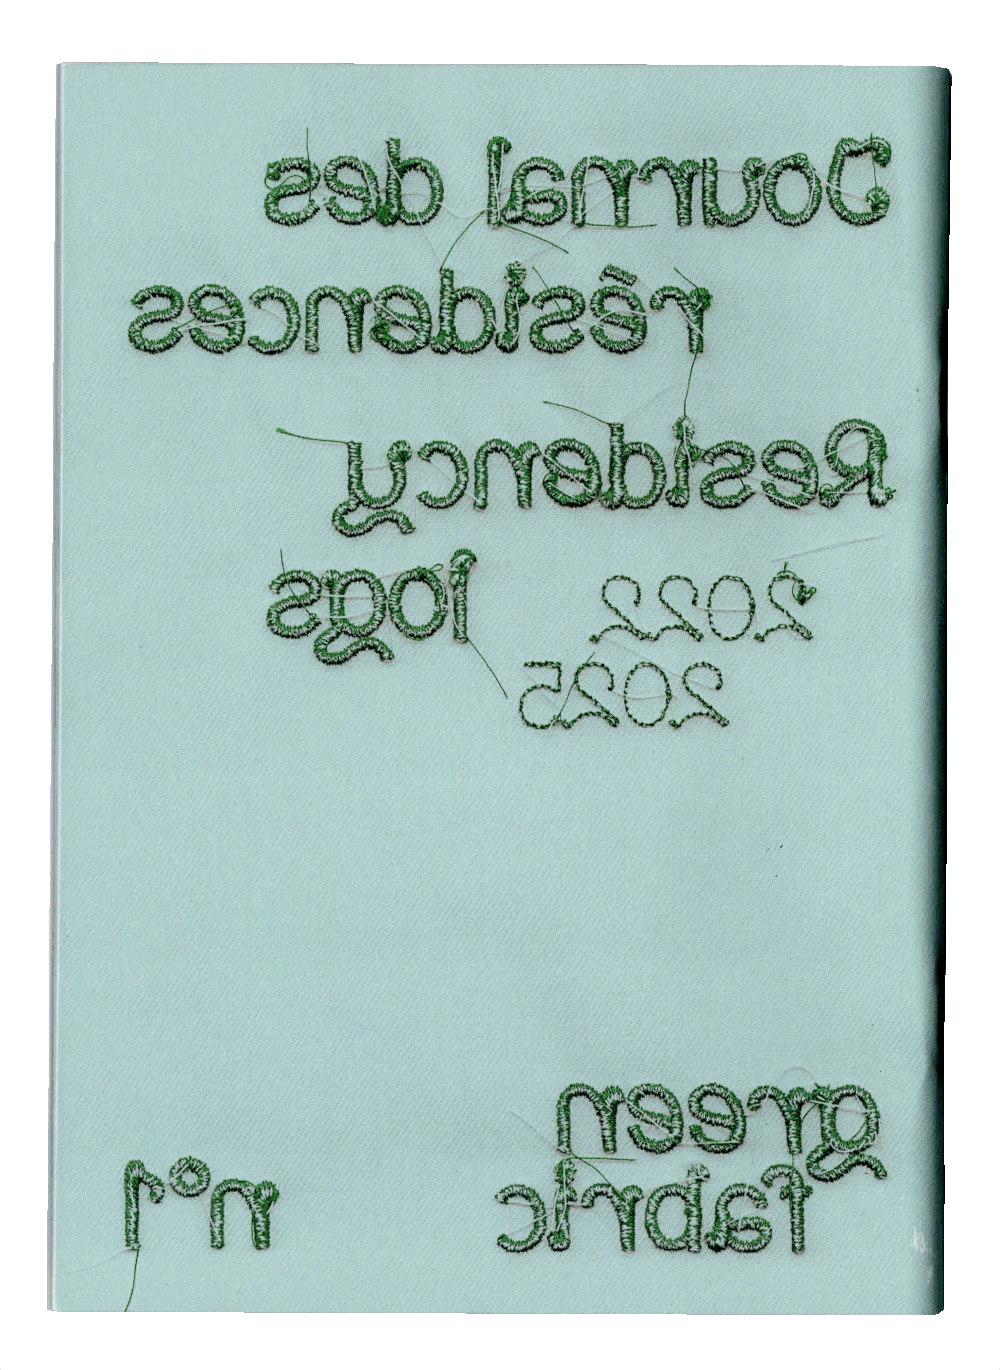 Journal des
résidences
Residency
logs
2022
2025
green
fabric
n°1